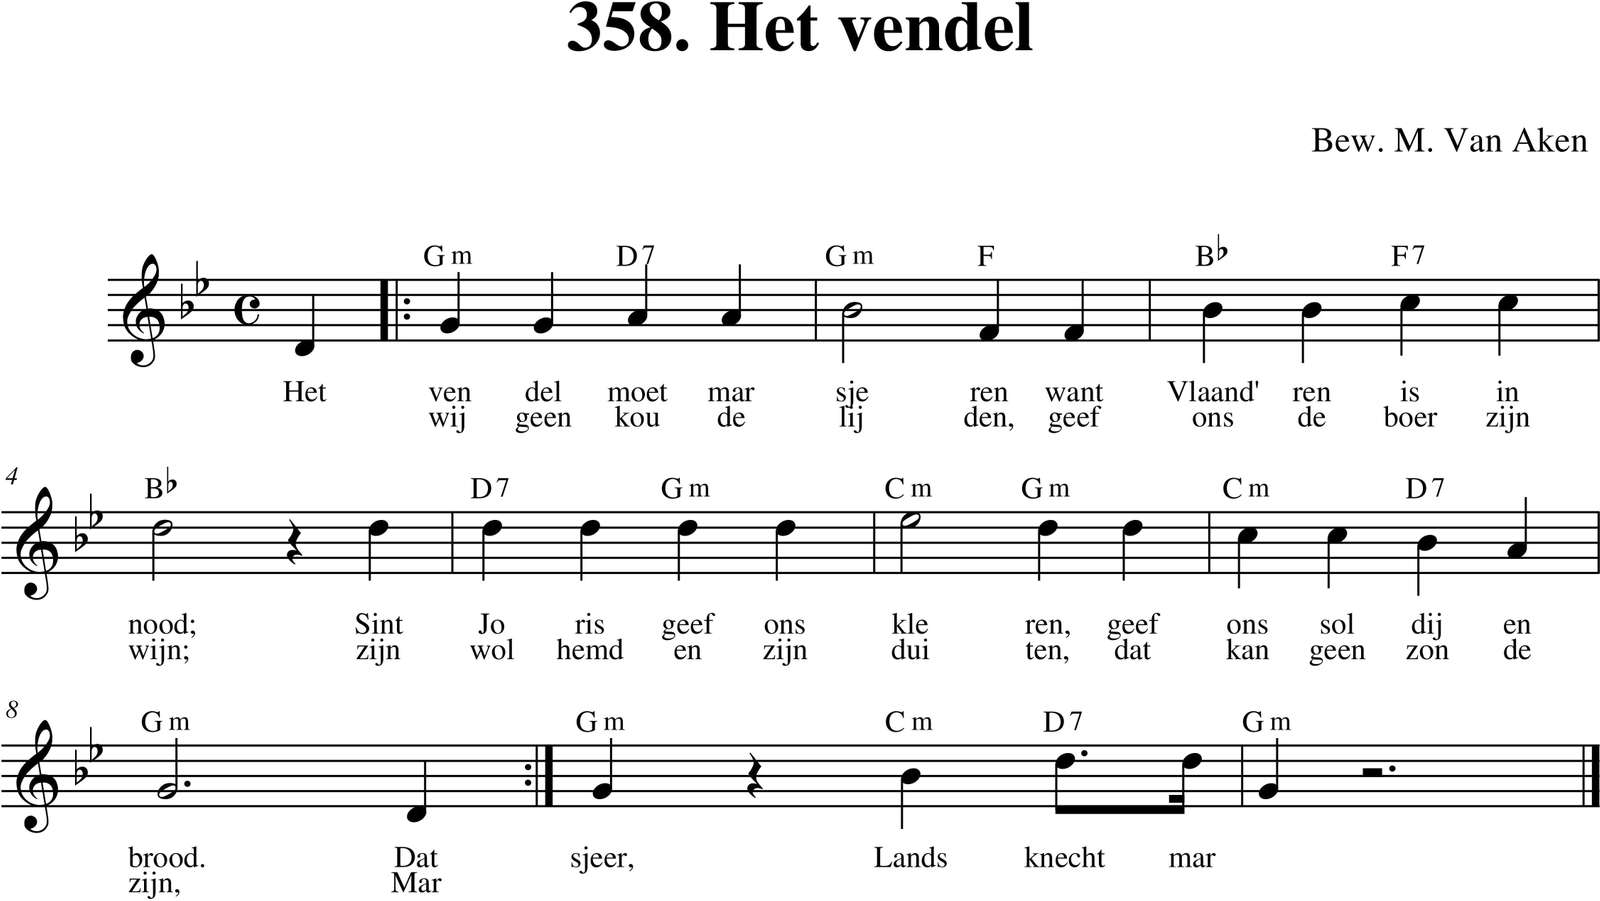 358. Het vendel
Bew. M. Van Aken
G m D 7 G m F B♭ F 7
Het ven del moet mar sje ren want Vlaand' ren is in
wij geen kou de lij den, geef ons de boer zijn
4
B♭ D 7 G m C m G m C m D 7
nood; Sint Jo ris geef ons kle ren, geef ons sol dij en
wijn; zijn wol hemd en zijn dui ten, dat kan geen zon de
8
G m G m C m D 7 G m
brood. Dat sjeer, Lands knecht mar
zijn, Mar